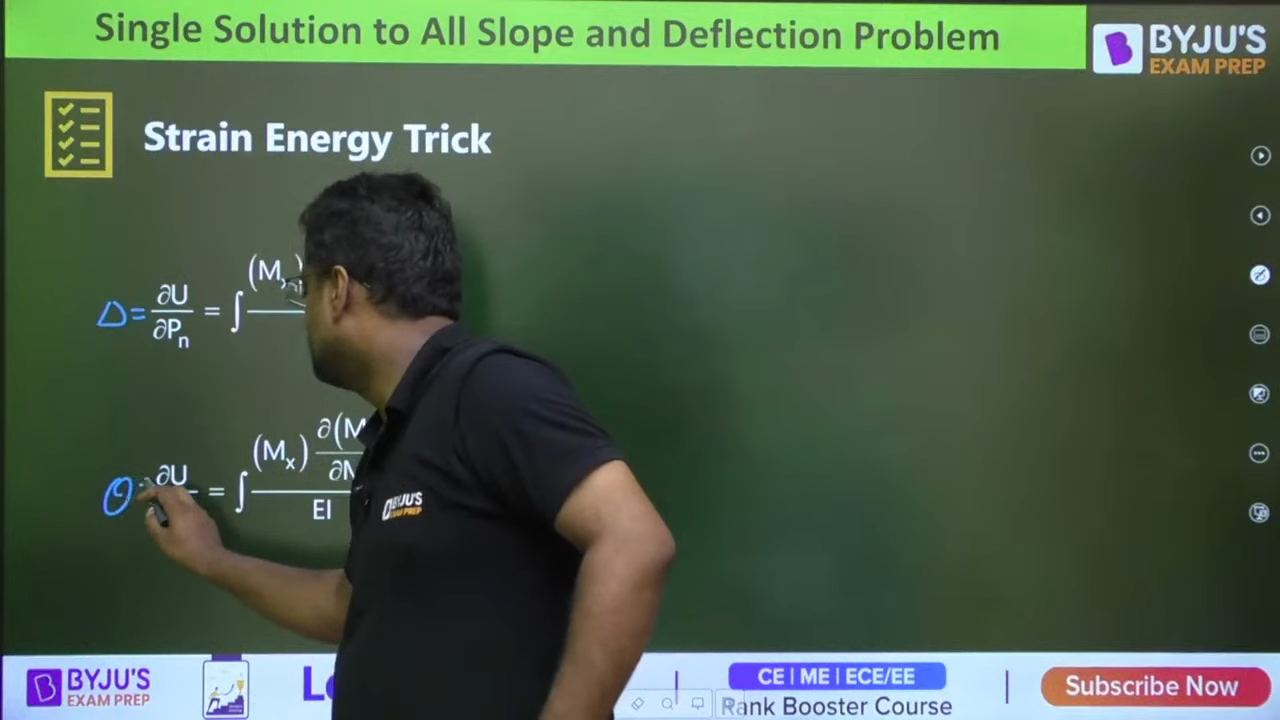 Single Solution to All Slope and Deflection Problem
BYJU'S
EXAM PREP
Strain Energy Trick
Δ = ∂U/∂Pn = ∫ (M
θ = ∂U = ∫ (Mx) ∂(M / ∂ EI
BYJU'S
EXAM PREP
BYJU'S
EXAM PREP
CE | ME | ECE/EE
Rank Booster Course
Subscribe Now